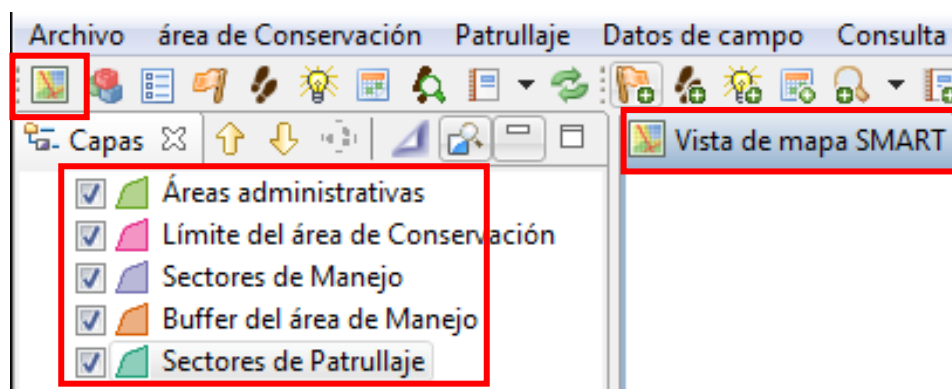 Archivo área de Conservación Patrullaje Datos de campo Consulta
Capas
Vista de mapa SMART
Áreas administrativas
Límite del área de Conservación
Sectores de Manejo
Buffer del área de Manejo
Sectores de Patrullaje